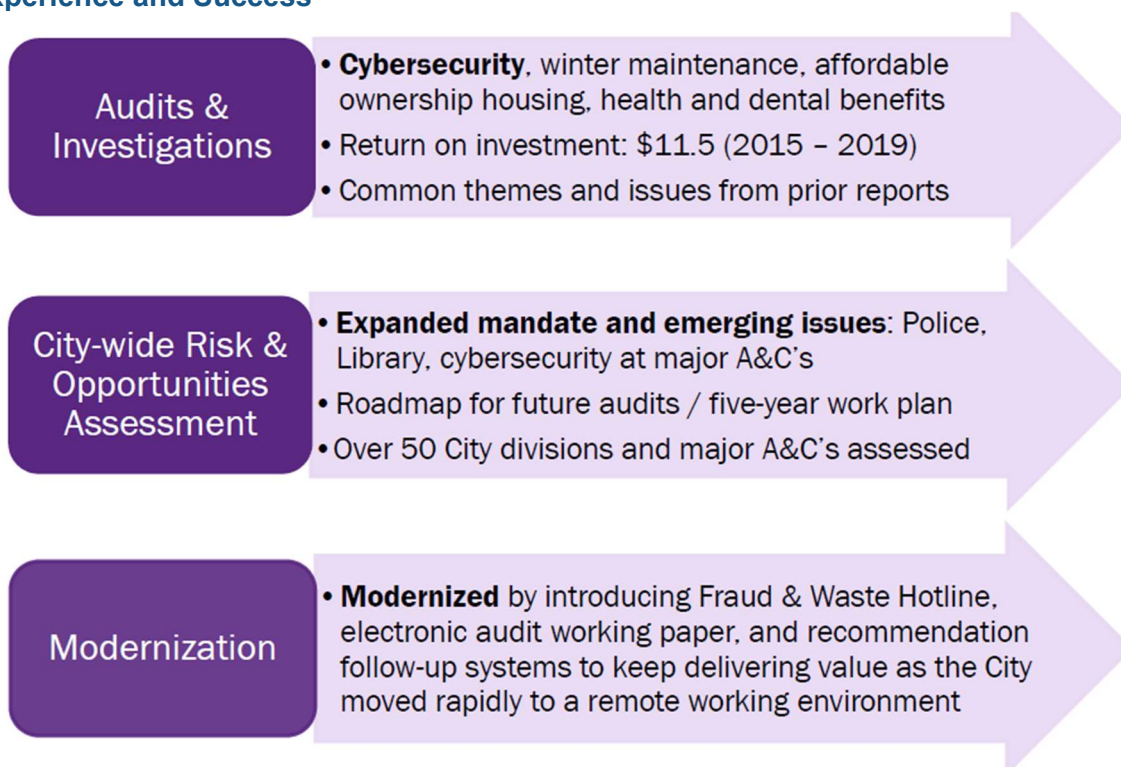 xperience and Success
Audits &
Investigations
• Cybersecurity, winter maintenance, affordable
ownership housing, health and dental benefits
• Return on investment: $11.5 (2015 – 2019)
• Common themes and issues from prior reports
City-wide Risk &
Opportunities
Assessment
• Expanded mandate and emerging issues: Police,
Library, cybersecurity at major A&C's
• Roadmap for future audits / five-year work plan
• Over 50 City divisions and major A&C's assessed
Modernization
• Modernized by introducing Fraud & Waste Hotline,
electronic audit working paper, and recommendation
follow-up systems to keep delivering value as the City
moved rapidly to a remote working environment